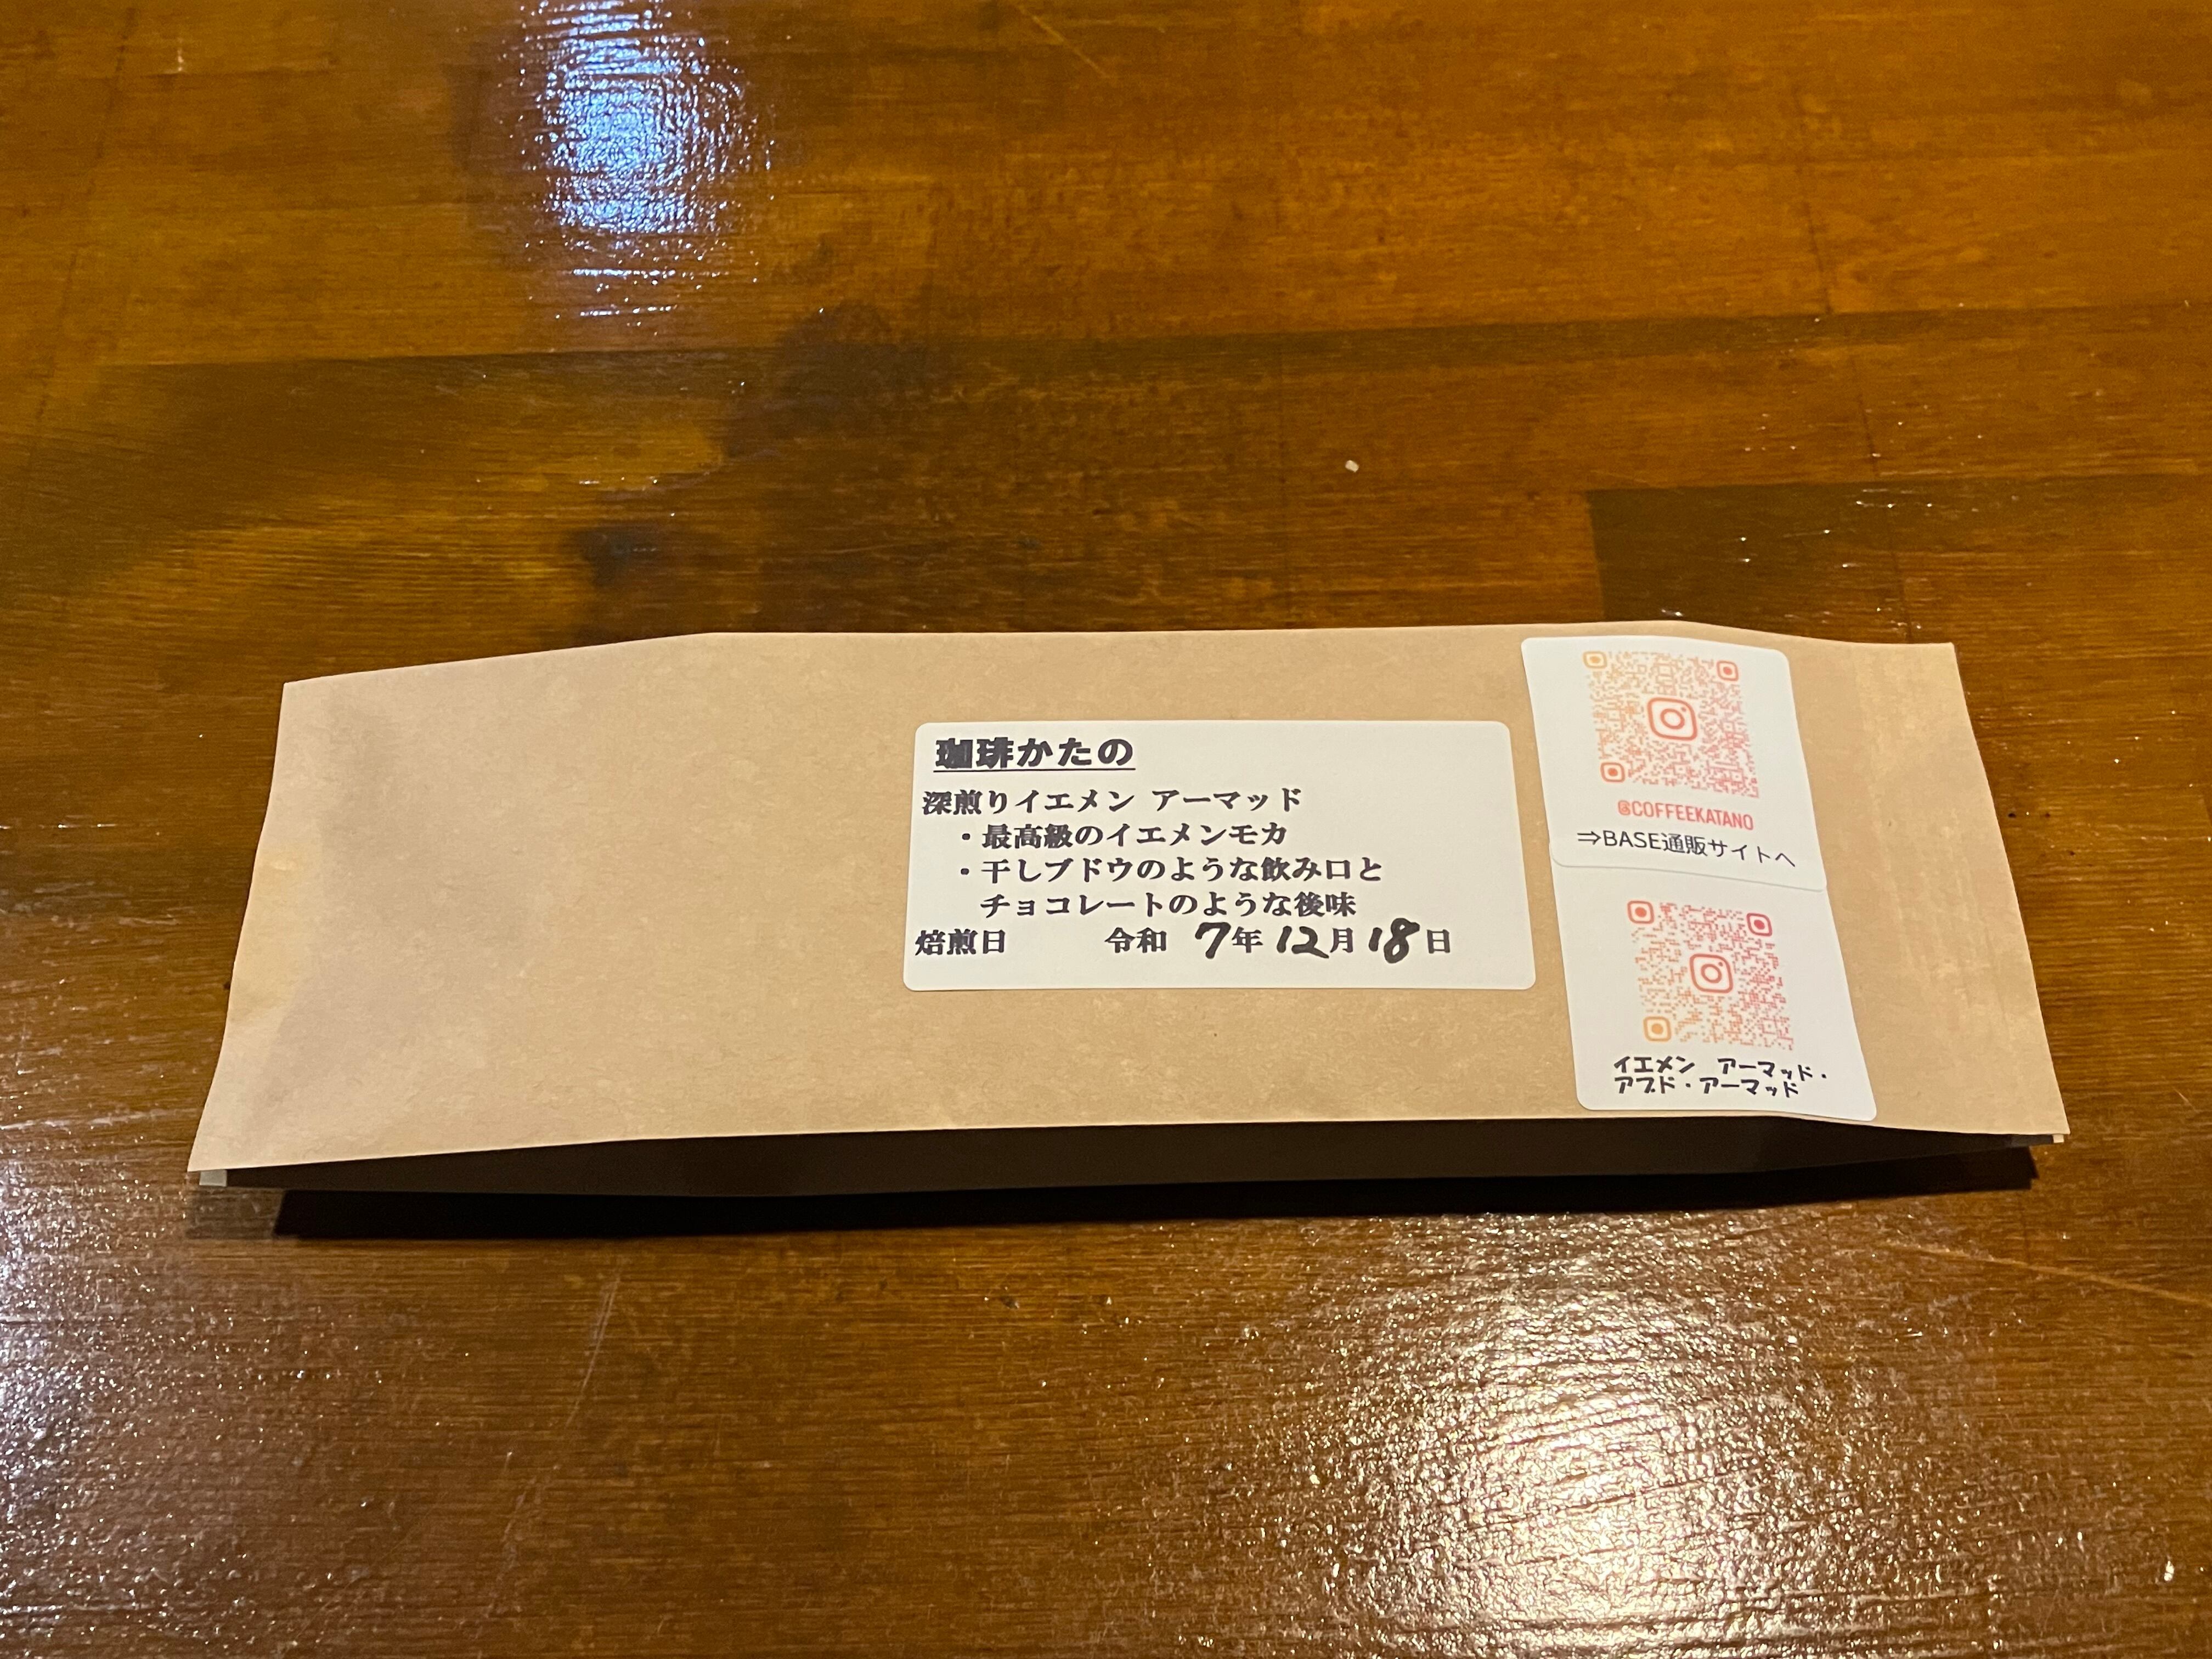 珈琲かたの
深煎りイエメン アーマッド
・最高級のイエメンモカ
・干しブドウのような飲み口と
チョコレートのような後味
焙煎日 令和 7年 12月 18日
@COFFEEKATANO
⇒BASE通販サイトへ
イエメン アーマッド・
アブド・アーマッド